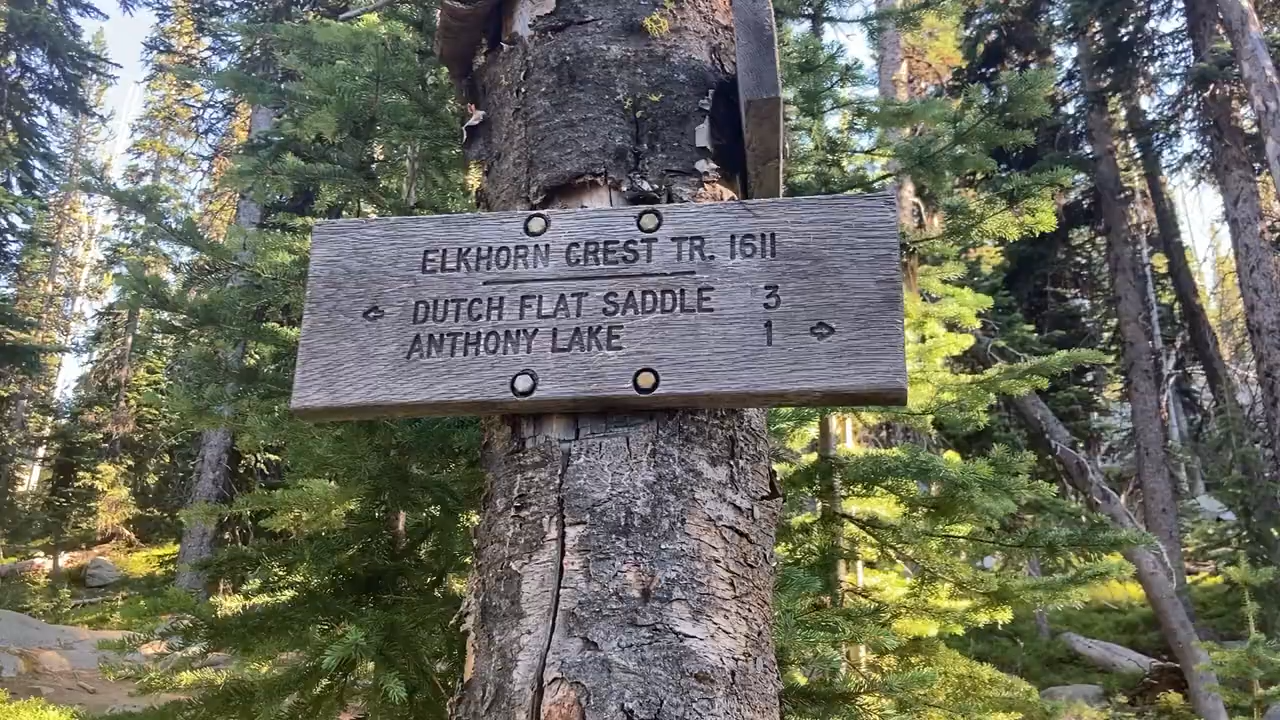 ELKHORN CREST TR. 1611
DUTCH FLAT SADDLE 3
ANTHONY LAKE 1